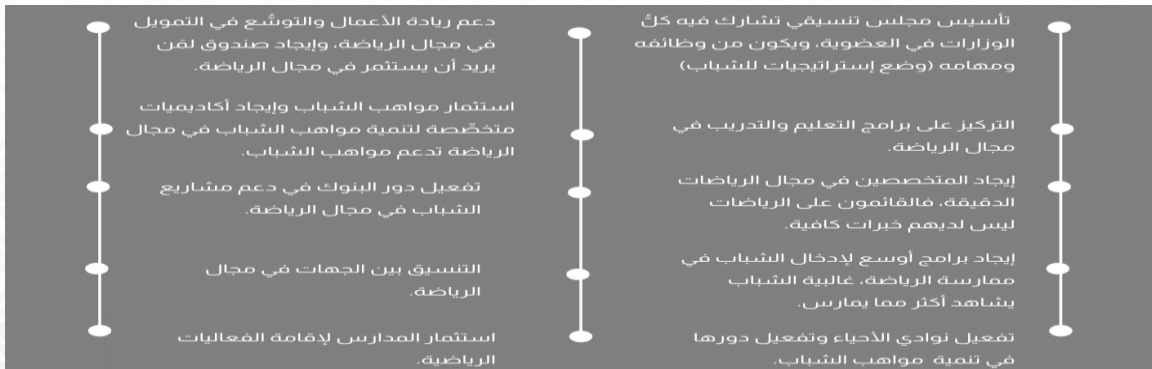 تأسيس مجلس تنسيقي تشارك فيه كلُّ
الوزارات في العضوية، ويكون من وظائفه
ومهامه (وضع إستراتيجيات للشباب)
التركيز على برامج التعليم والتدريب في
مجال الرياضة.
إيجاد المتخصصين في مجال الرياضات
الدقيقة، فالقائمون على الرياضات
ليس لديهم خبرات كافية.
إيجاد برامج أوسع لإدخال الشباب في
ممارسة الرياضة، غالبية الشباب
يشاهد أكثر مما يمارس.
تفعيل نوادي الأحياء وتفعيل دورها
في تنمية مواهب الشباب.
دعم ريادة الأعمال والتوسُّع في التمويل
في مجال الرياضة، وإيجاد صندوق لمَن
يريد أن يستثمر في مجال الرياضة.
استثمار مواهب الشباب وإيجاد أكاديميات
متخصِّصة لتنمية مواهب الشباب في مجال
الرياضة تدعم مواهب الشباب.
تفعيل دور البنوك في دعم مشاريع
الشباب في مجال الرياضة.
التنسيق بين الجهات في مجال
الرياضة.
استثمار المدارس لإقامة الفعاليات
الرياضية.